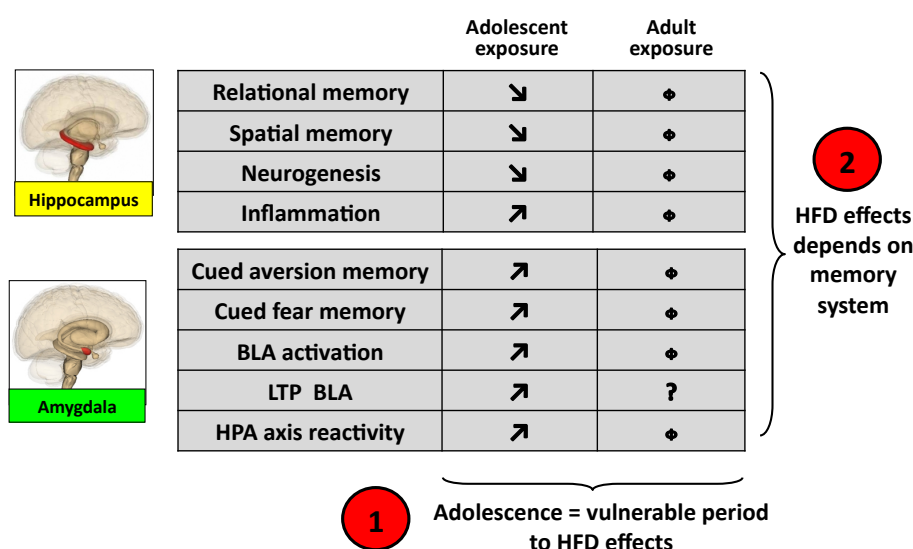 Adolescent exposure
Adult exposure
Relational memory ↘ Φ
Spatial memory ↘ Φ
Neurogenesis ↘ Φ
Inflammation ↗ Φ
Hippocampus
Cued aversion memory ↗ Φ
Cued fear memory ↗ Φ
BLA activation ↗ Φ
LTP BLA ↗ ?
HPA axis reactivity ↗ Φ
Amygdala
2
HFD effects
depends on
memory
system
1
Adolescence = vulnerable period
to HFD effects